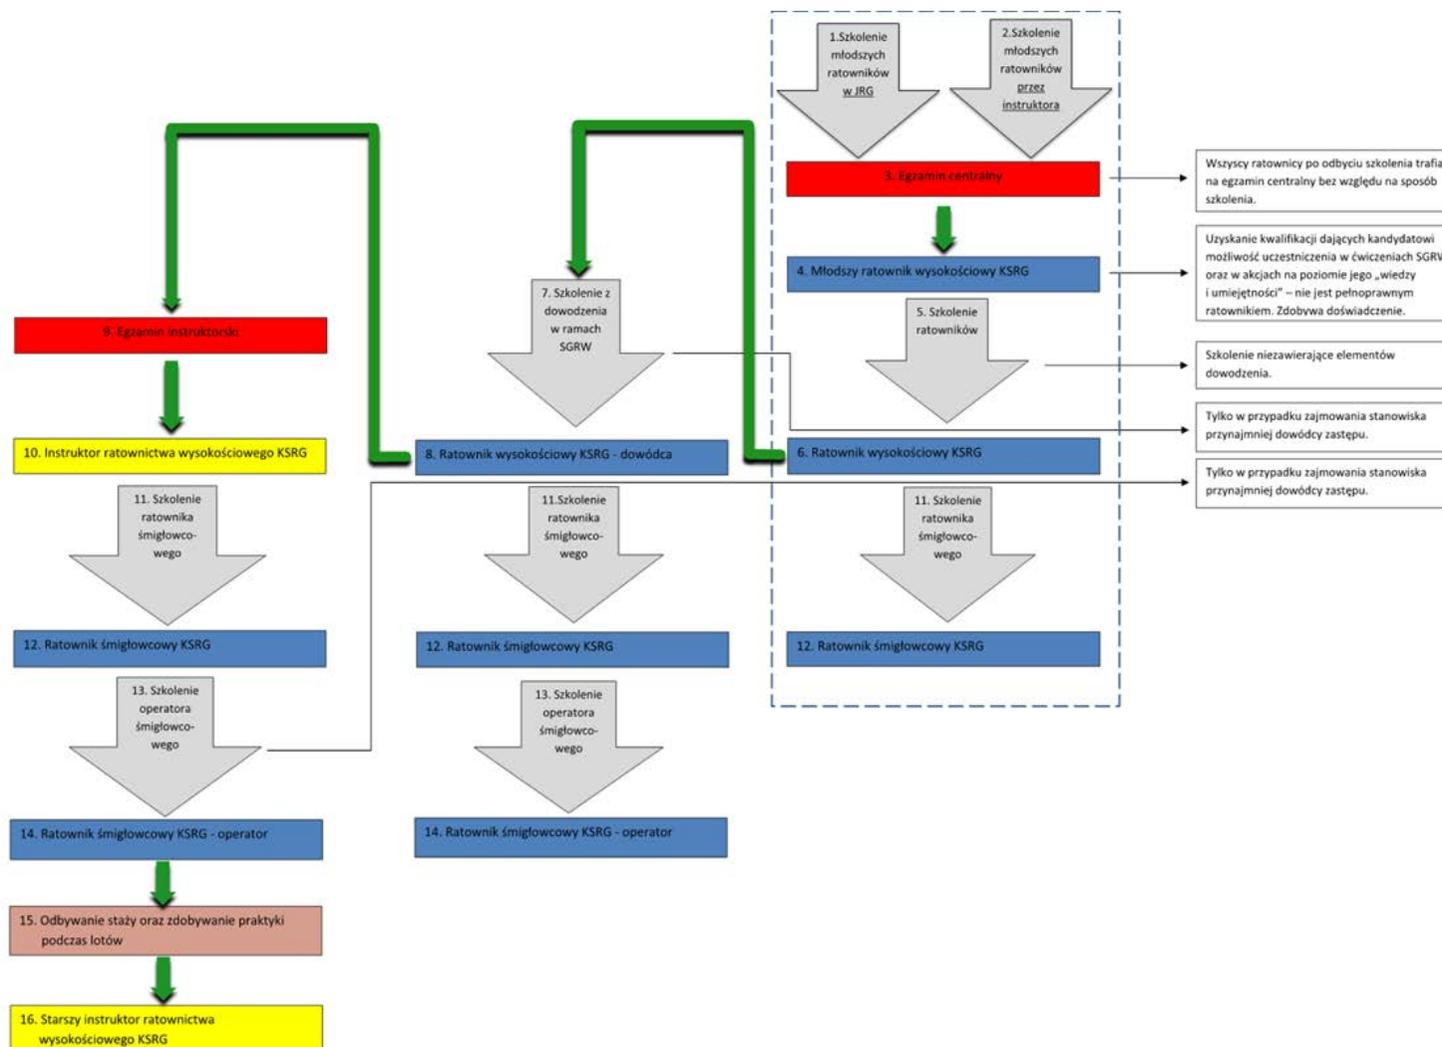 1.Szkolenie
młodszych
ratowników
w JRG
2.Szkolenie
młodszych
ratowników
przez
instruktora
3. Egzamin centralny
Wszyscy ratownicy po odbyciu szkolenia trafia
na egzamin centralny bez względu na sposób
szkolenia.
4. Młodszy ratownik wysokościowy KSRG
Uzyskanie kwalifikacji dających kandydatowi
możliwość uczestniczenia w ćwiczeniach SGRW
oraz w akcjach na poziomie jego „wiedzy
i umiejętności” – nie jest pełnoprawnym
ratownikiem. Zdobywa doświadczenie.
5. Szkolenie
ratowników
Szkolenie niezawierające elementów
dowodzenia.
7. Szkolenie z
dowodzenia
w ramach
SGRW
Tylko w przypadku zajmowania stanowiska
przynajmniej dowódcy zastępu.
9. Egzamin instruktorski
10. Instruktor ratownictwa wysokościowego KSRG
8. Ratownik wysokościowy KSRG - dowódca
6. Ratownik wysokościowy KSRG
Tylko w przypadku zajmowania stanowiska
przynajmniej dowódcy zastępu.
11. Szkolenie
ratownika
śmigłowco-
wego
11.Szkolenie
ratownika
śmigłowco-
wego
11. Szkolenie
ratownika
śmigłowco-
wego
12. Ratownik śmigłowcowy KSRG
12. Ratownik śmigłowcowy KSRG
12. Ratownik śmigłowcowy KSRG
13. Szkolenie
operatora
śmigłowco-
wego
13. Szkolenie
operatora
śmigłowco-
wego
14. Ratownik śmigłowcowy KSRG - operator
14. Ratownik śmigłowcowy KSRG - operator
15. Odbywanie staży oraz zdobywanie praktyki
podczas lotów
16. Starszy instruktor ratownictwa
wysokościowego KSRG